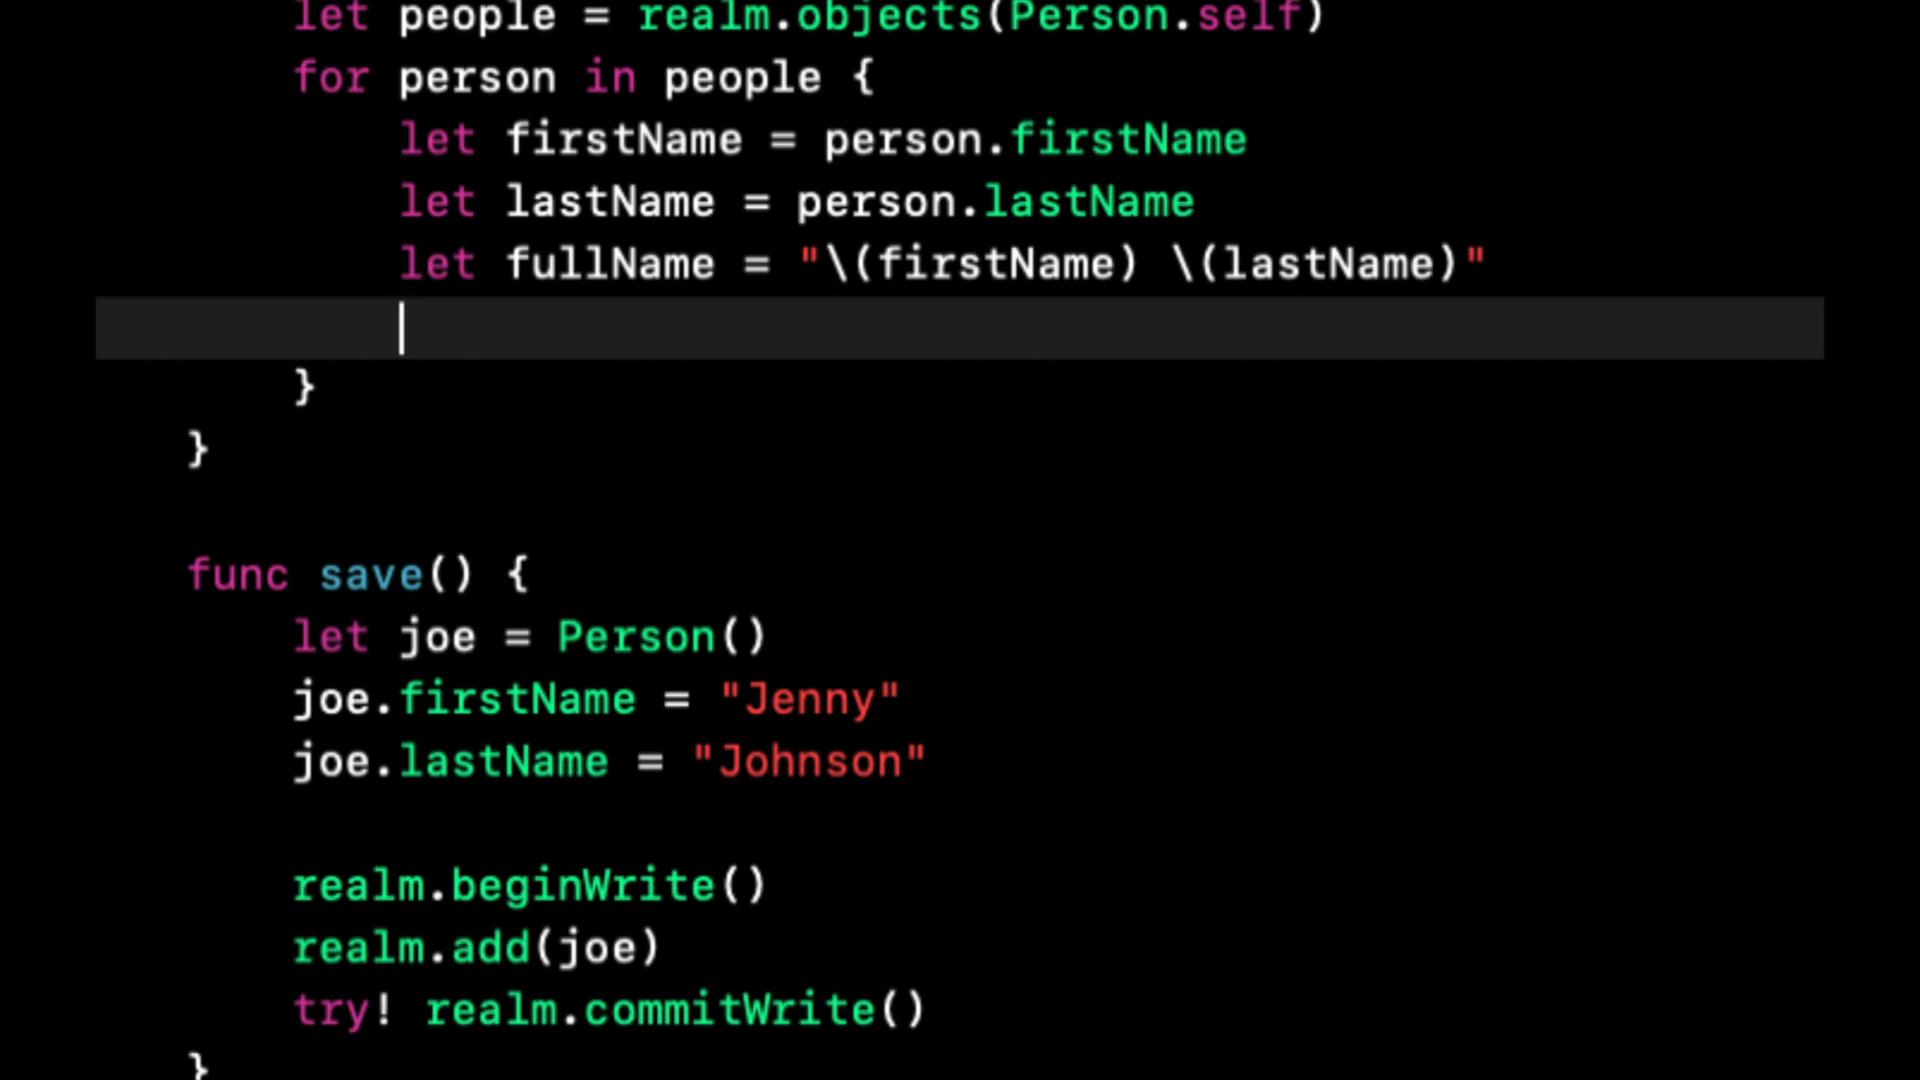 let people = realm.objects(Person.self)
for person in people {
let firstName = person.firstName
let lastName = person.lastName
let fullName = "\(firstName) \(lastName)"
}
}
func save() {
let joe = Person()
joe.firstName = "Jenny"
joe.lastName = "Johnson"
realm.beginWrite()
realm.add(joe)
try! realm.commitWrite()
}